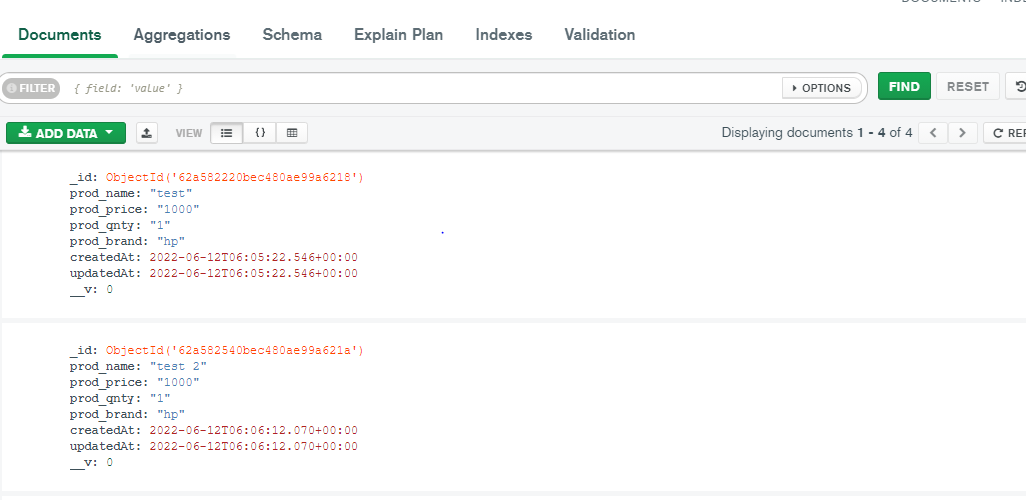 Documents Aggregations Schema Explain Plan Indexes Validation
FILTER { field: 'value' } OPTIONS FIND RESET
ADD DATA VIEW {} Displaying documents 1 - 4 of 4 REF
_id: ObjectId('62a582220bec480ae99a6218')
prod_name: "test"
prod_price: "1000"
prod_qnty: "1"
prod_brand: "hp"
createdAt: 2022-06-12T06:05:22.546+00:00
updatedAt: 2022-06-12T06:05:22.546+00:00
__v: 0
_id: ObjectId('62a582540bec480ae99a621a')
prod_name: "test 2"
prod_price: "1000"
prod_qnty: "1"
prod_brand: "hp"
createdAt: 2022-06-12T06:06:12.070+00:00
updatedAt: 2022-06-12T06:06:12.070+00:00
__v: 0